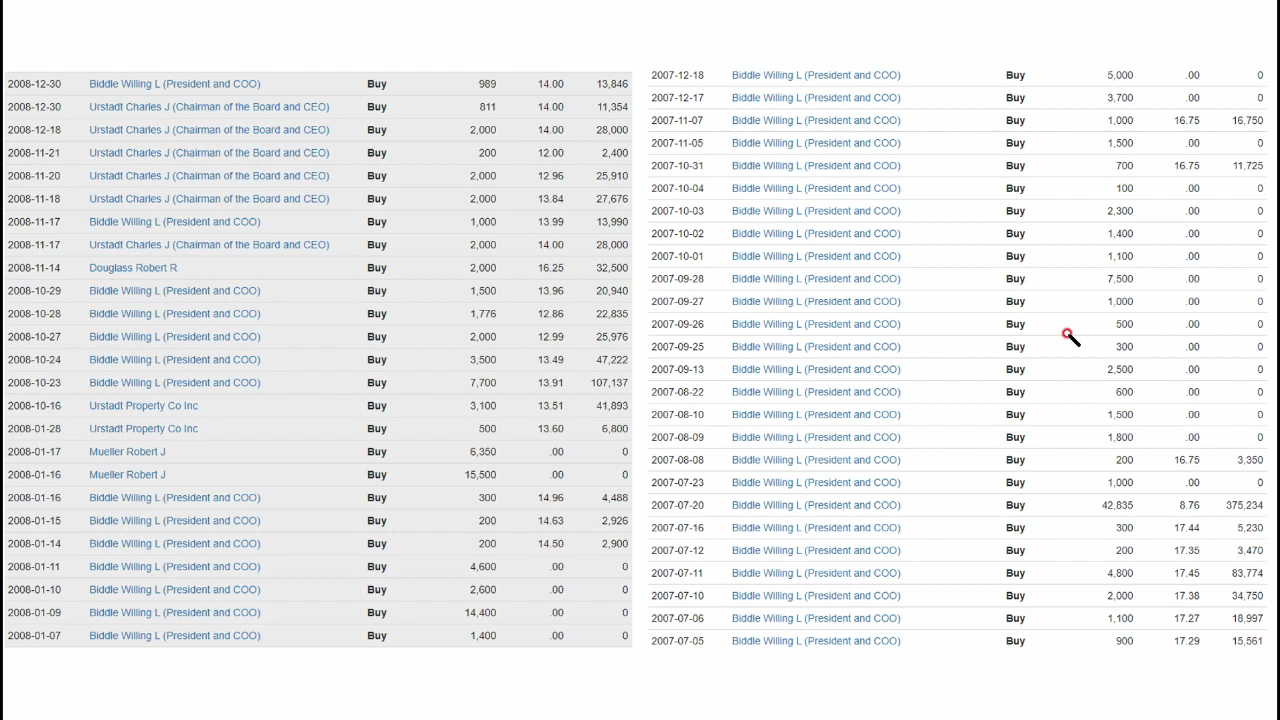 2008-12-30 Biddle Willing L (President and COO) Buy 989 14.00 13,846
2008-12-30 Urstadt Charles J (Chairman of the Board and CEO) Buy 811 14.00 11,354
2008-12-18 Urstadt Charles J (Chairman of the Board and CEO) Buy 2,000 14.00 28,000
2008-11-21 Urstadt Charles J (Chairman of the Board and CEO) Buy 200 12.00 2,400
2008-11-20 Urstadt Charles J (Chairman of the Board and CEO) Buy 2,000 12.96 25,910
2008-11-18 Urstadt Charles J (Chairman of the Board and CEO) Buy 2,000 13.84 27,676
2008-11-17 Biddle Willing L (President and COO) Buy 1,000 13.99 13,990
2008-11-17 Urstadt Charles J (Chairman of the Board and CEO) Buy 2,000 14.00 28,000
2008-11-14 Douglass Robert R Buy 2,000 16.25 32,500
2008-10-29 Biddle Willing L (President and COO) Buy 1,500 13.96 20,940
2008-10-28 Biddle Willing L (President and COO) Buy 1,776 12.86 22,835
2008-10-27 Biddle Willing L (President and COO) Buy 2,000 12.99 25,976
2008-10-24 Biddle Willing L (President and COO) Buy 3,500 13.49 47,222
2008-10-23 Biddle Willing L (President and COO) Buy 7,700 13.91 107,137
2008-10-16 Urstadt Property Co Inc Buy 3,100 13.51 41,893
2008-01-28 Urstadt Property Co Inc Buy 500 13.60 6,800
2008-01-17 Mueller Robert J Buy 6,350 .00 0
2008-01-16 Mueller Robert J Buy 15,500 .00 0
2008-01-16 Biddle Willing L (President and COO) Buy 300 14.96 4,488
2008-01-15 Biddle Willing L (President and COO) Buy 200 14.63 2,926
2008-01-14 Biddle Willing L (President and COO) Buy 200 14.50 2,900
2008-01-11 Biddle Willing L (President and COO) Buy 4,600 .00 0
2008-01-10 Biddle Willing L (President and COO) Buy 2,600 .00 0
2008-01-09 Biddle Willing L (President and COO) Buy 14,400 .00 0
2008-01-07 Biddle Willing L (President and COO) Buy 1,400 .00 0
2007-12-18 Biddle Willing L (President and COO) Buy 5,000 .00 0
2007-12-17 Biddle Willing L (President and COO) Buy 3,700 .00 0
2007-11-07 Biddle Willing L (President and COO) Buy 1,000 16.75 16,750
2007-11-05 Biddle Willing L (President and COO) Buy 1,500 .00 0
2007-10-31 Biddle Willing L (President and COO) Buy 700 16.75 11,725
2007-10-04 Biddle Willing L (President and COO) Buy 100 .00 0
2007-10-03 Biddle Willing L (President and COO) Buy 2,300 .00 0
2007-10-02 Biddle Willing L (President and COO) Buy 1,400 .00 0
2007-10-01 Biddle Willing L (President and COO) Buy 1,100 .00 0
2007-09-28 Biddle Willing L (President and COO) Buy 7,500 .00 0
2007-09-27 Biddle Willing L (President and COO) Buy 1,000 .00 0
2007-09-26 Biddle Willing L (President and COO) Buy 500 .00 0
2007-09-25 Biddle Willing L (President and COO) Buy 300 .00 0
2007-09-13 Biddle Willing L (President and COO) Buy 2,500 .00 0
2007-08-22 Biddle Willing L (President and COO) Buy 600 .00 0
2007-08-10 Biddle Willing L (President and COO) Buy 1,500 .00 0
2007-08-09 Biddle Willing L (President and COO) Buy 1,800 .00 0
2007-08-08 Biddle Willing L (President and COO) Buy 200 16.75 3,350
2007-07-23 Biddle Willing L (President and COO) Buy 1,000 .00 0
2007-07-20 Biddle Willing L (President and COO) Buy 42,835 8.76 375,234
2007-07-16 Biddle Willing L (President and COO) Buy 300 17.44 5,230
2007-07-12 Biddle Willing L (President and COO) Buy 200 17.35 3,470
2007-07-11 Biddle Willing L (President and COO) Buy 4,800 17.45 83,774
2007-07-10 Biddle Willing L (President and COO) Buy 2,000 17.38 34,750
2007-07-06 Biddle Willing L (President and COO) Buy 1,100 17.27 18,997
2007-07-05 Biddle Willing L (President and COO) Buy 900 17.29 15,561